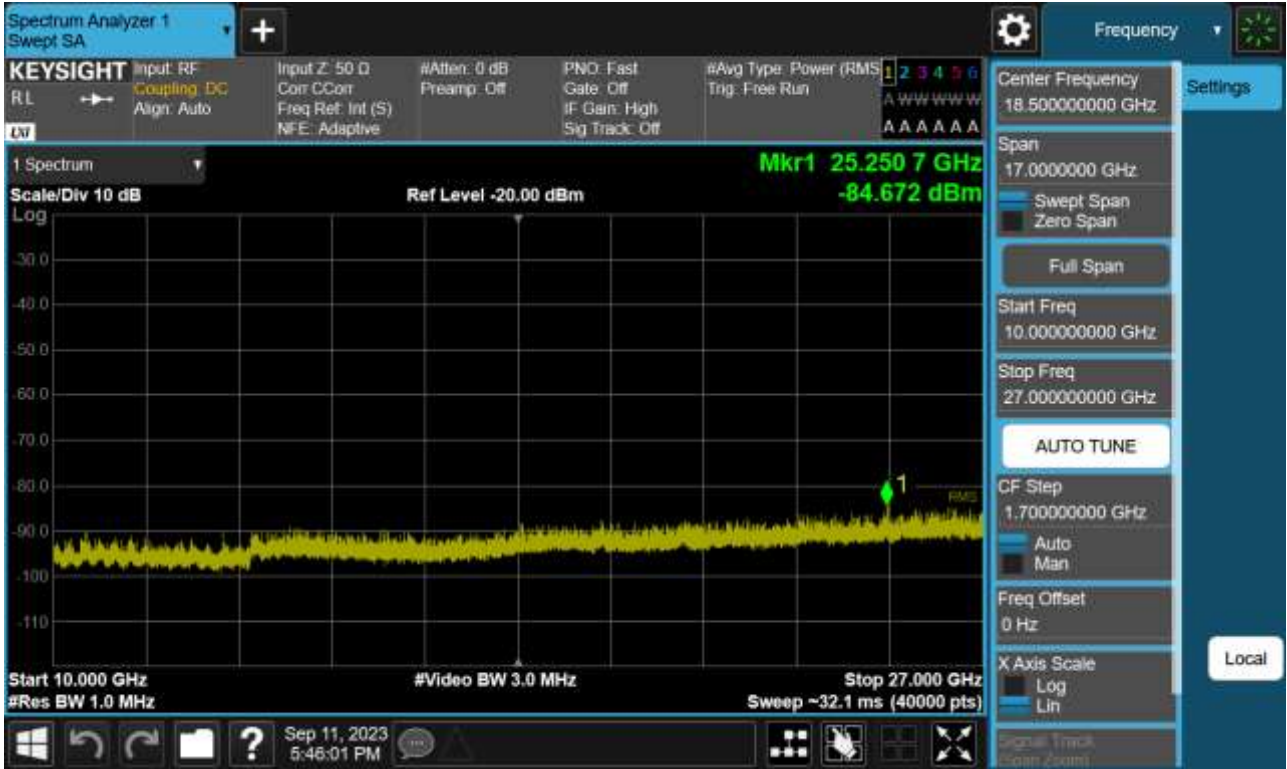 Spectrum Analyzer 1
Swept SA
+
Frequency
KEYSIGHT
RL
LXI
Input: RF
Coupling: DC
Align: Auto
Input Z: 50 Ω
Corr CCorr
Freq Ref: Int (S)
NFE: Adaptive
#Atten: 0 dB
Preamp: Off
PNO: Fast
Gate: Off
IF Gain: High
Sig Track: Off
#Avg Type: Power (RMS
Trig: Free Run
1 2 3 4 5 6
A W W W W W
A A A A A A
1 Spectrum
Scale/Div 10 dB
Log
Ref Level -20.00 dBm
Mkr1 25.250 7 GHz
-84.672 dBm
-30.0
-40.0
-50.0
-60.0
-70.0
-80.0
-90.0
-100
-110
1
RMS
Start 10.000 GHz
#Res BW 1.0 MHz
#Video BW 3.0 MHz
Stop 27.000 GHz
Sweep ~32.1 ms (40000 pts)
Center Frequency
18.500000000 GHz
Span
17.0000000 GHz
Swept Span
Zero Span
Full Span
Start Freq
10.000000000 GHz
Stop Freq
27.000000000 GHz
AUTO TUNE
CF Step
1.700000000 GHz
Auto
Man
Freq Offset
0 Hz
X Axis Scale
Log
Lin
Signal Track
(Span Zoom)
Settings
Local
?
Sep 11, 2023
5:46:01 PM